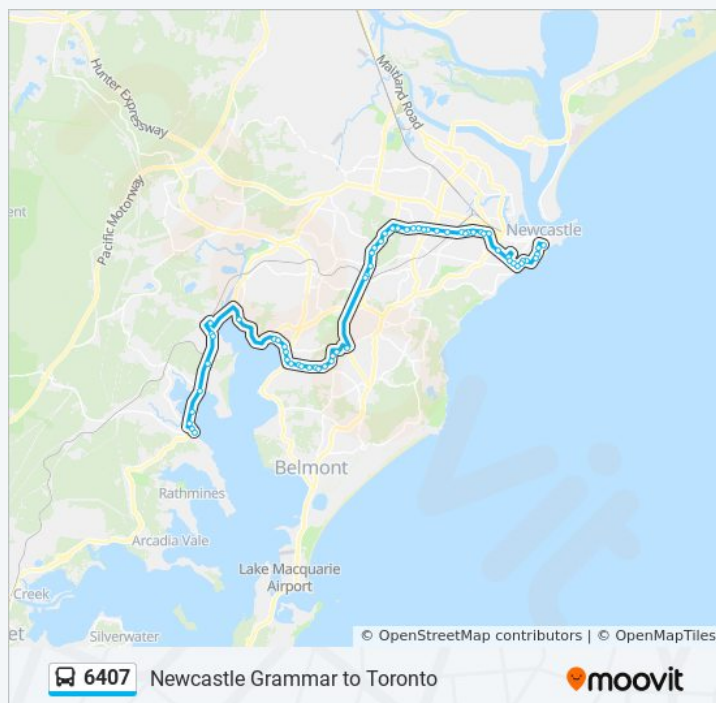 Hunter Expressway
Maitland Road
Pacific Motorway
ent
Newcastle
Belmont
Rathmines
Arcadia Vale
Lake Macquarie
Airport
Creek
et
Silverwater
© OpenStreetMap contributors | © OpenMapTiles
6407 Newcastle Grammar to Toronto
moovit